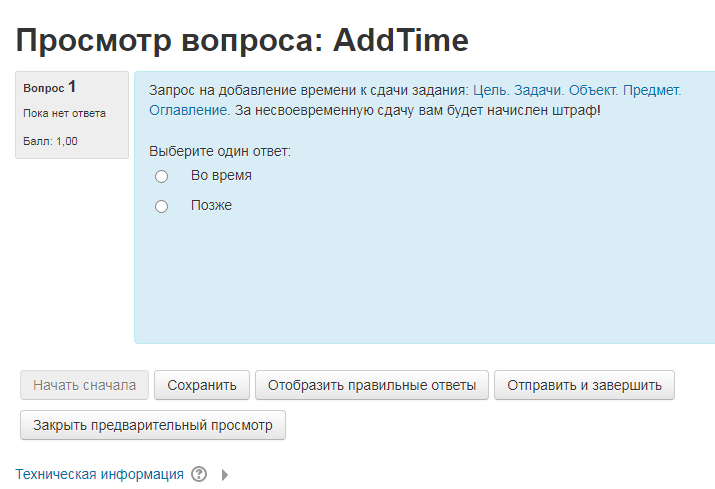 Просмотр вопроса: AddTime
Вопрос 1
Пока нет ответа
Балл: 1,00
Запрос на добавление времени к сдачи задания: Цель. Задачи. Объект. Предмет.
Оглавление. За несвоевременную сдачу вам будет начислен штраф!
Выберите один ответ:
Во время
Позже
Начать сначала
Сохранить
Отобразить правильные ответы
Отправить и завершить
Закрыть предварительный просмотр
Техническая информация